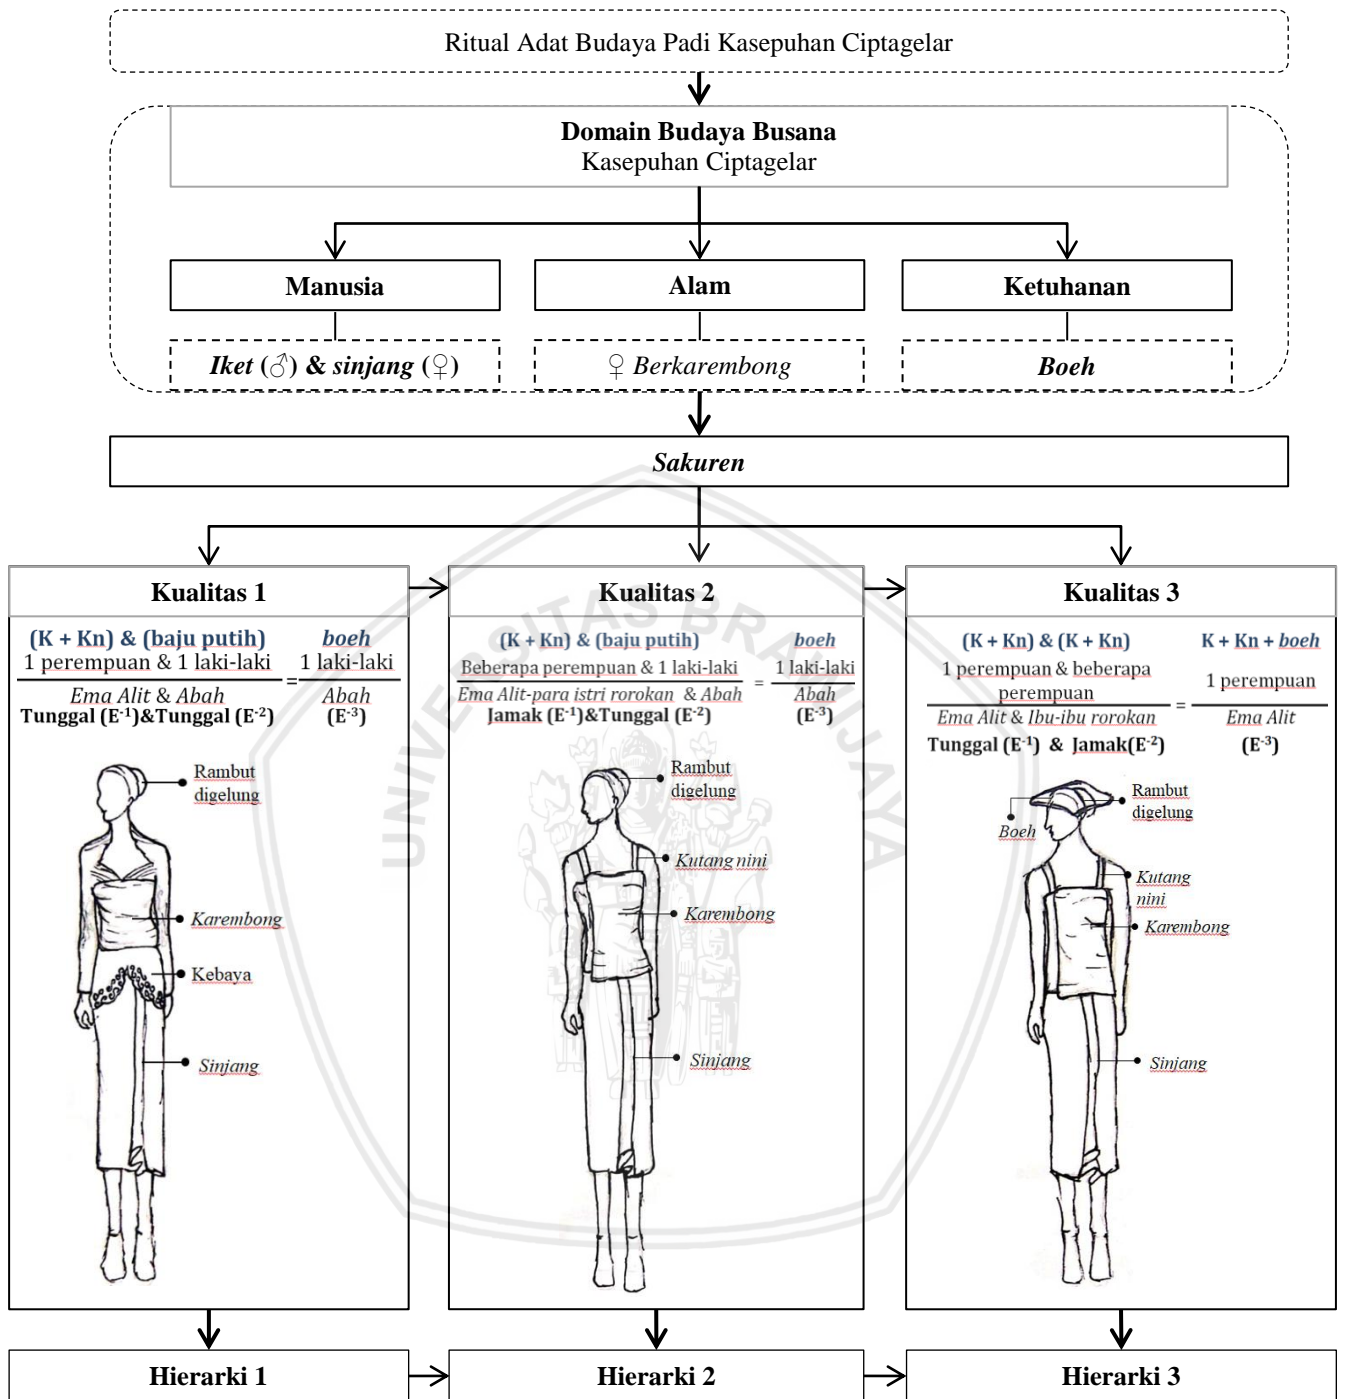 Ritual Adat Budaya Padi Kasepuhan Ciptagelar
Domain Budaya Busana
Kasepuhan Ciptagelar
Manusia
Alam
Ketuhanan
Iket (♂) & sinjang (♀)
♀ Berkarembong
Boeh
Sakuren
Kualitas 1
(K + Kn) & (baju putih)
boeh
1 perempuan & 1 laki-laki
=
1 laki-laki
Ema Alit & Abah
Abah
Tunggal (E⁻¹)&Tunggal (E⁻²)
(E⁻³)
Rambut
digelung
Karembong
Kebaya
Sinjang
Kualitas 2
(K + Kn) & (baju putih)
boeh
Beberapa perempuan & 1 laki-laki
=
1 laki-laki
Ema Alit-para istri rorokan & Abah
Abah
Jamak (E⁻¹)&Tunggal (E⁻²)
(E⁻³)
Rambut
digelung
Kutang nini
Karembong
Sinjang
Kualitas 3
(K + Kn) & (K + Kn)
K + Kn + boeh
1 perempuan & beberapa
perempuan
=
1 perempuan
Ema Alit & Ibu-ibu rorokan
Ema Alit
Tunggal (E⁻¹) & Jamak(E⁻²)
(E⁻³)
Rambut
digelung
Boeh
Kutang
nini
Karembong
Sinjang
Hierarki 1
Hierarki 2
Hierarki 3
UNIVERSITAS BRAWIJAYA